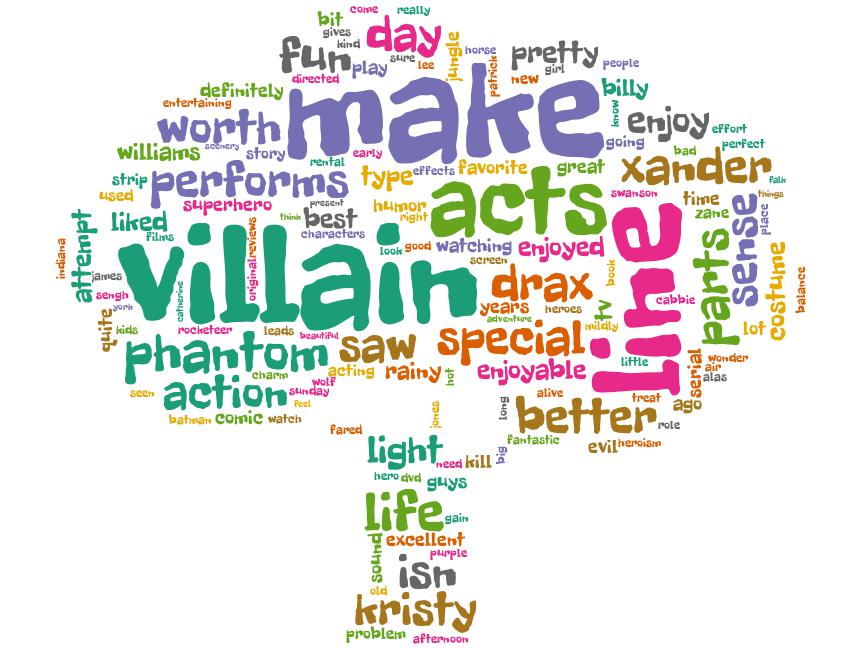 come
really
bit
gives
day
kind
fun
sure
lee
jungle
horse
patrick
pretty
girl
people
play
directed
new
definitely
entertaining
make
billy
know
worth
scenery
story
enjoy
effort
going
perfect
bad
williams
rental
early
strip
performs
type
effects
favorite
great
xander
falk
used
superhero
present
humor
right
acts
swanson
time
things
zane
place
sense
liked
films
think
best
characters
attempt
villain
original
reviews
look
good
watching
enjoyed
screen
line
parts
costume
indiana
james
sengh
york
catherine
drax
book
cabbie
balance
years
heroes
tv
adventure
mildly
lot
quite
kids
rocketeer
leads
beautiful
phantom
saw
special
charm
acting
rainy
hot
enjoyable
little
serial
wonder
air
alas
seen
action
wolf
sunday
feel
batman
comic
watch
alive
treat
ago
long
better
role
jones
fared
fantastic
evil
heroism
light
need
kill
big
hero
dvd
guys
life
gain
sound
excellent
purple
isn
old
kristy
problem
afternoon